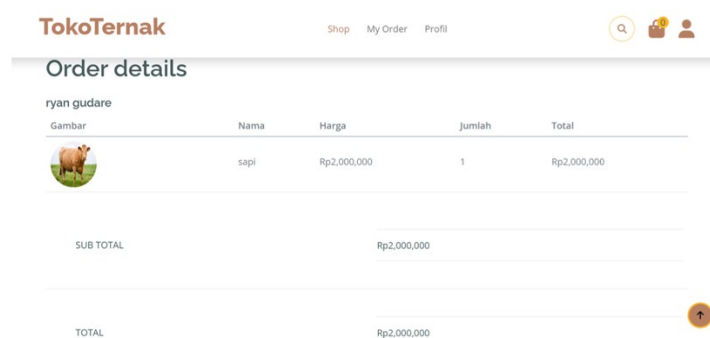 TokoTernak
Shop My Order Profil
0
Order details
ryan gudare
Gambar Nama Harga Jumlah Total
sapi Rp2,000,000 1 Rp2,000,000
SUB TOTAL Rp2,000,000
TOTAL Rp2,000,000